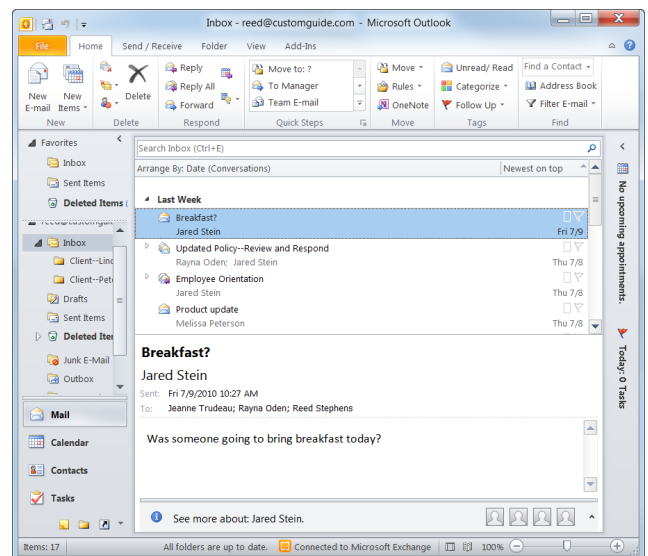 Inbox - reed@customguide.com - Microsoft Outlook
File Home Send / Receive Folder View Add-Ins
New E-mail
New Items
Delete
Reply
Reply All
Forward
Move to: ?
To Manager
Team E-mail
Move
Rules
OneNote
Unread/ Read
Categorize
Follow Up
Find a Contact
Address Book
Filter E-mail
New Delete Respond Quick Steps Move Tags Find
Favorites
Inbox
Sent Items
Deleted Items (
Inbox
Client--Linc
Client--Pete
Drafts
Sent Items
Deleted Iter
Junk E-Mail
Outbox
Mail
Calendar
Contacts
Tasks
Search Inbox (Ctrl+E)
Arrange By: Date (Conversations) Newest on top
Last Week
Breakfast?
Jared Stein Fri 7/9
Updated Policy--Review and Respond
Rayna Oden; Jared Stein Thu 7/8
Employee Orientation
Jared Stein Thu 7/8
Product update
Melissa Peterson Thu 7/8
Breakfast?
Jared Stein
Sent: Fri 7/9/2010 10:27 AM
To: Jeanne Trudeau; Rayna Oden; Reed Stephens
Was someone going to bring breakfast today?
See more about: Jared Stein.
No upcoming appointments.
Today: 0 Tasks
Items: 17 All folders are up to date. Connected to Microsoft Exchange 100%